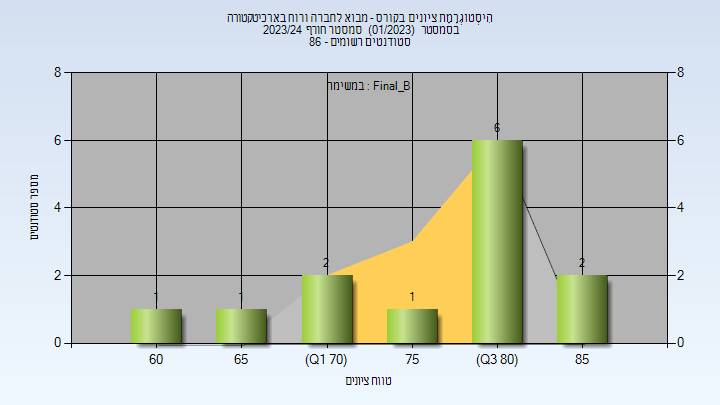 היסטוגרמת ציונים בקורס - מבוא לחברה ורוח בארכיטקטורה
בסמסטר (01/2023) סמסטר חורף 2023/24
סטודנטים רשומים - 86
במשימה : Final_B
מספר סטודנטים
8
6
4
2
0
8
6
4
2
0
1
1
2
1
6
2
60
65
(Q1 70)
75
(Q3 80)
85
טווח ציונים